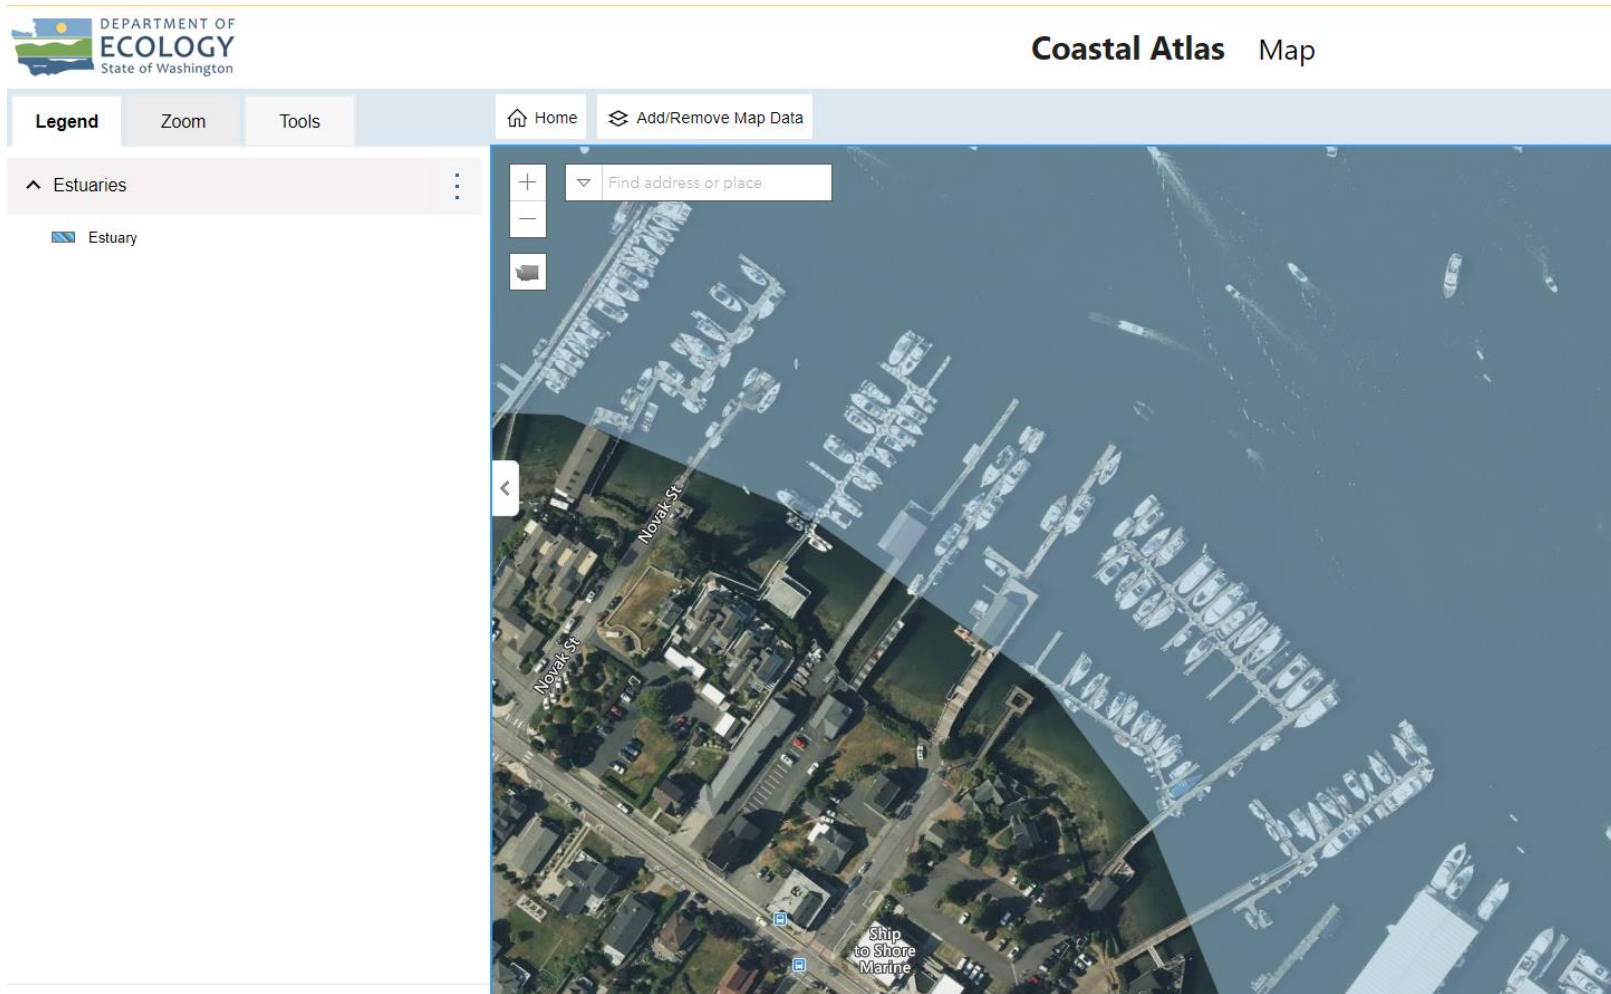 DEPARTMENT OF
ECOLOGY
State of Washington
Coastal Atlas Map
Legend
Zoom
Tools
Home
Add/Remove Map Data
Estuaries
Estuary
Find address or place
Novak St
Novak St
Ship
to Shore
Marine